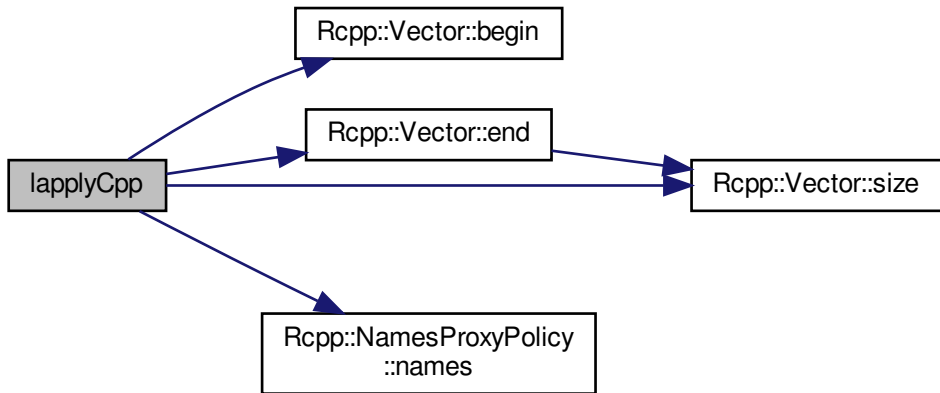 Rcpp::Vector::begin
Rcpp::Vector::end
lapplyCpp
Rcpp::Vector::size
Rcpp::NamesProxyPolicy
::names